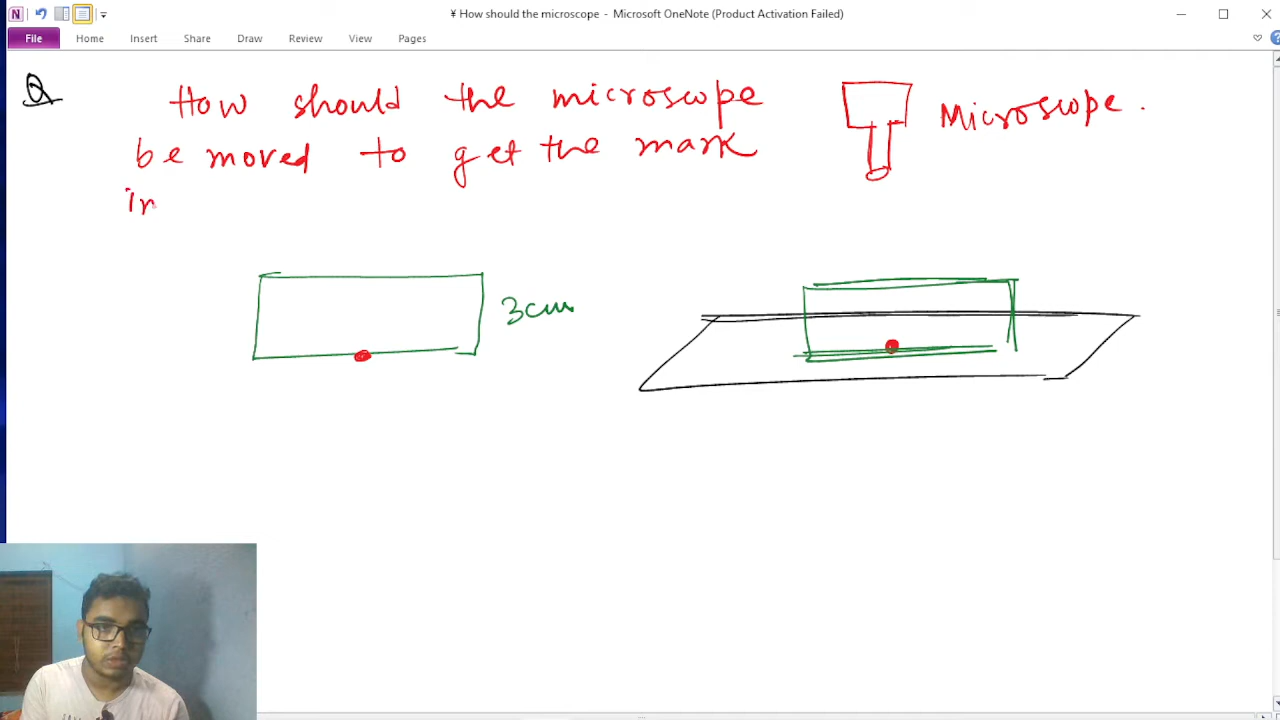 ¥ How should the microscope - Microsoft OneNote (Product Activation Failed)
File Home Insert Share Draw Review View Pages
Q How should the microscope
be moved to get the mark
in
Microscope.
3cm